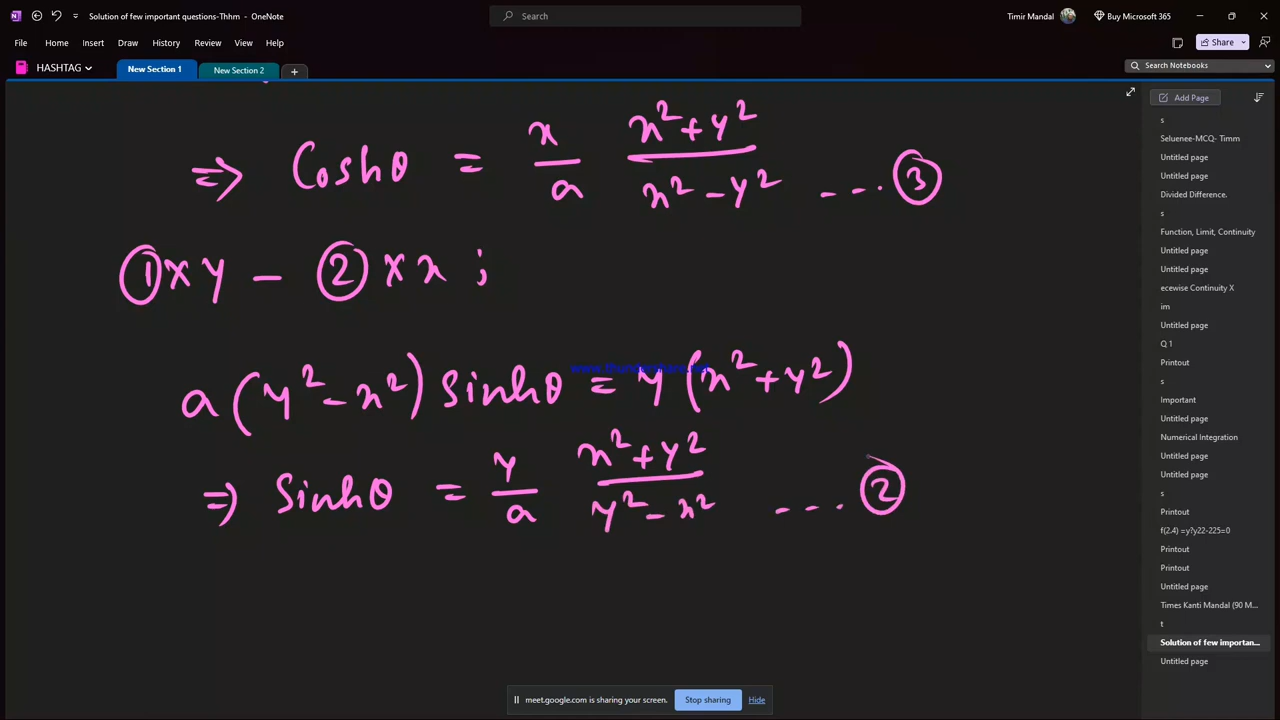 Solution of few important questions-Thhm - OneNote
Search
Timir Mandal
Buy Microsoft 365
File Home Insert Draw History Review View Help
Share
HASHTAG
New Section 1
New Section 2
+
Search Notebooks
⇒ Coshθ = x/a (x²+y²)/(x²-y²) ... ③
①×y - ②×x ;
a(y²-x²) Sinhθ = y(x²+y²)
⇒ Sinhθ = y/a (x²+y²)/(y²-x²) ... ②
Add Page
s
Seluenee-MCQ- Timm
Untitled page
Untitled page
Divided Difference.
s
Function, Limit, Continuity
Untitled page
Untitled page
ecewise Continuity X
im
Untitled page
Q 1
Printout
s
Important
Untitled page
Numerical Integration
Untitled page
Untitled page
s
Printout
f(2.4) =y?y22-225=0
Printout
Printout
Untitled page
Times Kanti Mandal (90 M...
t
Solution of few importan...
Untitled page
meet.google.com is sharing your screen.
Stop sharing
Hide